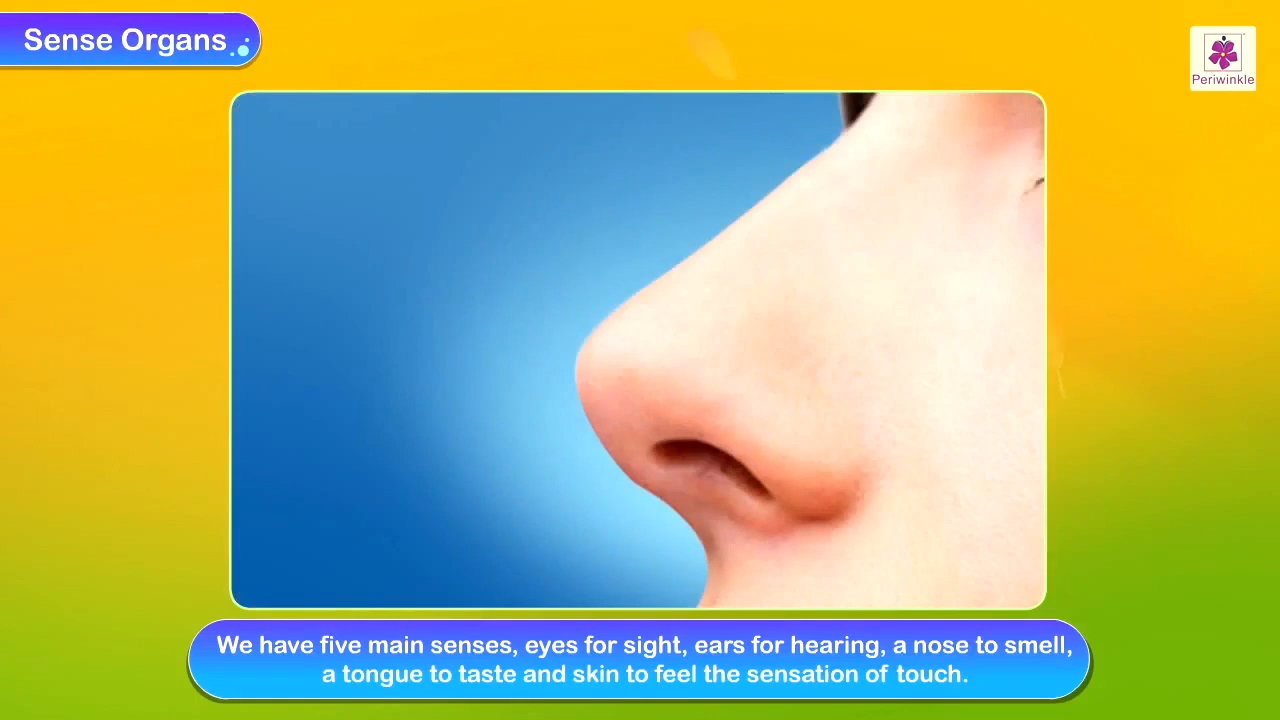 Sense Organs
Periwinkle
We have five main senses, eyes for sight, ears for hearing, a nose to smell,
a tongue to taste and skin to feel the sensation of touch.